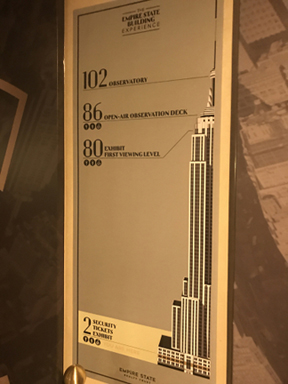 THE
EMPIRE STATE
BUILDING
EXPERIENCE
102 OBSERVATORY
86 OPEN-AIR OBSERVATION DECK
80 EXHIBIT
FIRST VIEWING LEVEL
2 SECURITY
TICKETS
EXHIBIT
EMPIRE STATE